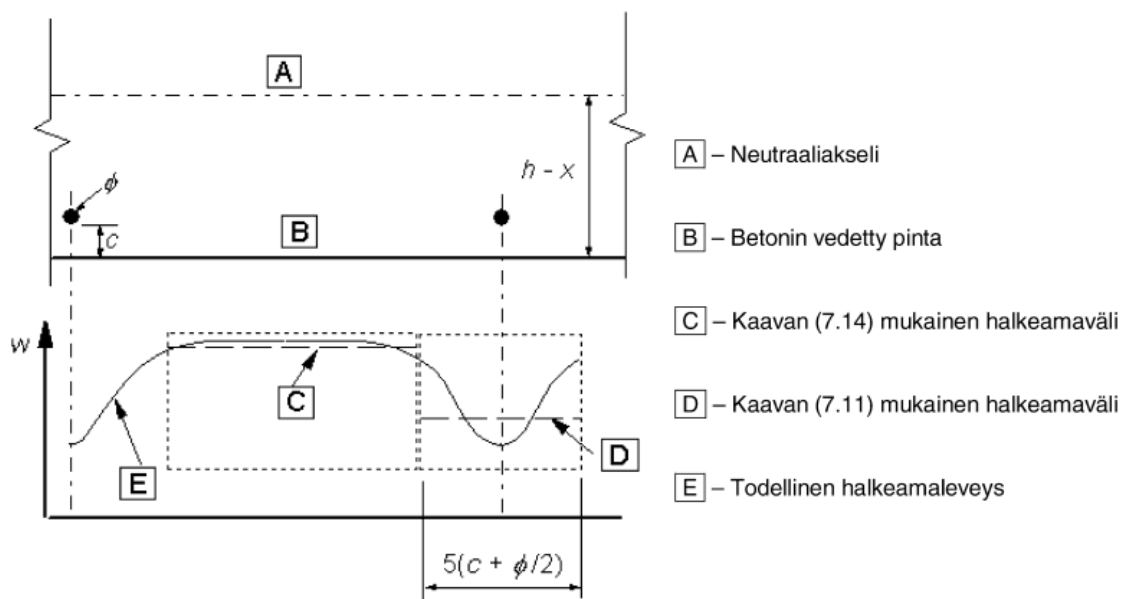 A
h - x
ϕ
c
B
w
C
D
E
5(c + ϕ/2)
A – Neutraaliakseli
B – Betonin vedetty pinta
C – Kaavan (7.14) mukainen halkeamaväli
D – Kaavan (7.11) mukainen halkeamaväli
E – Todellinen halkeamaleveys